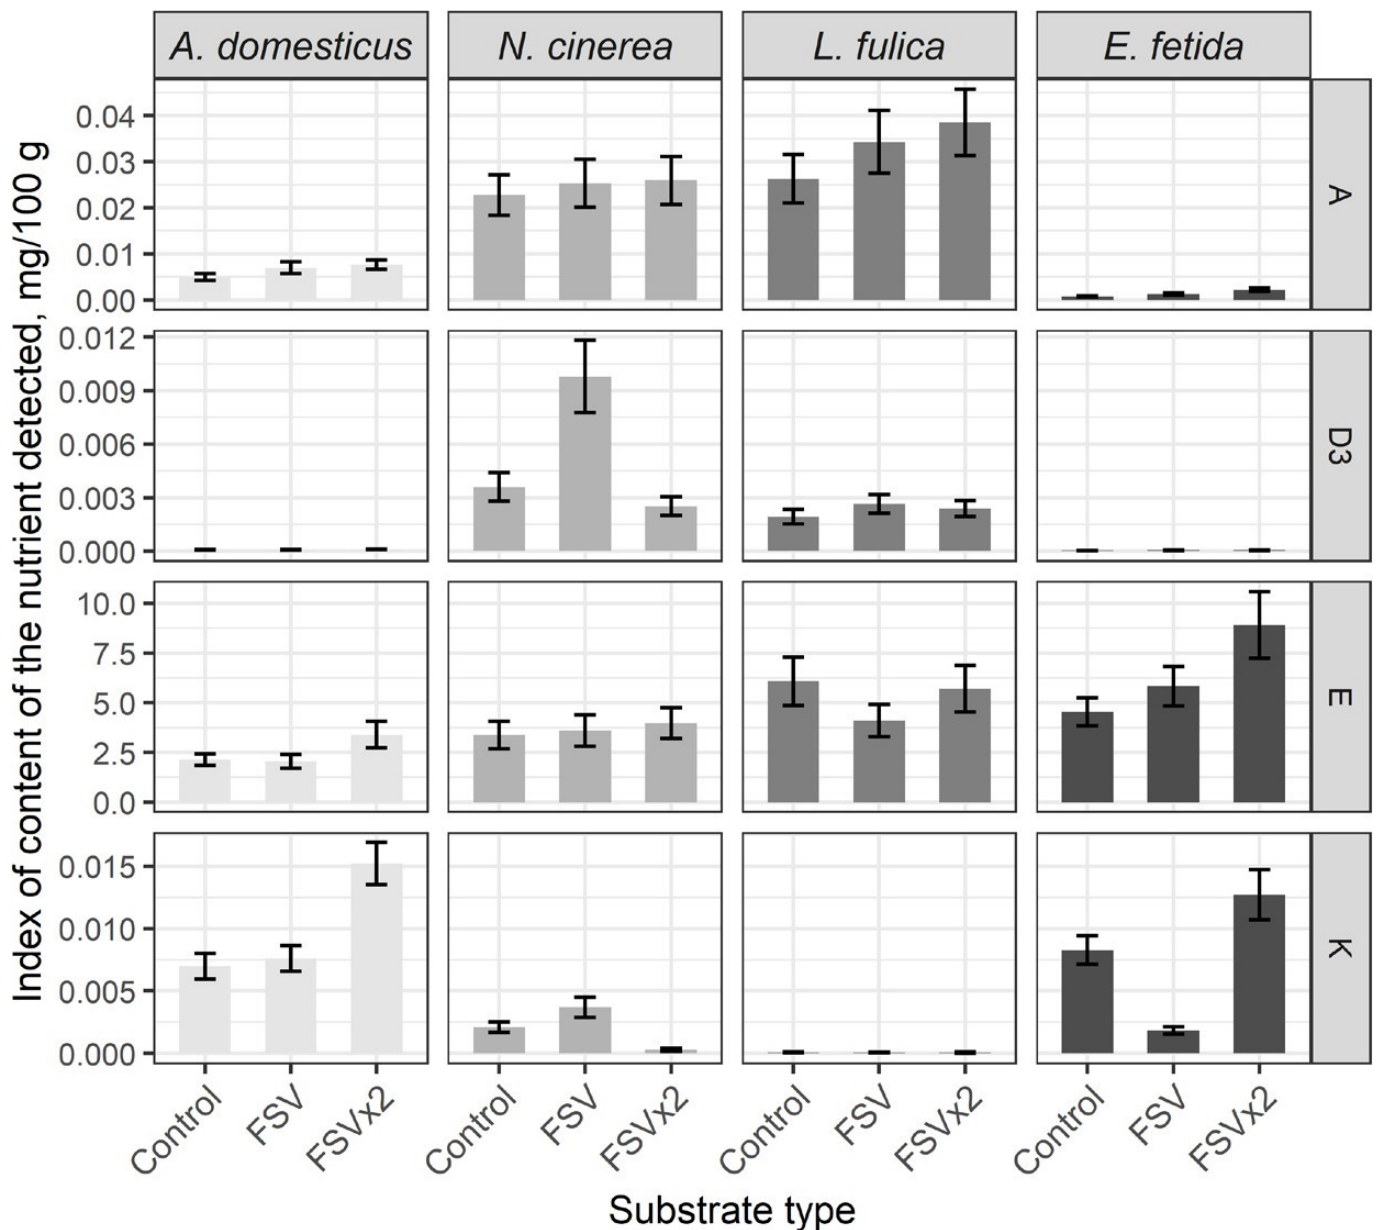 A. domesticus N. cinerea L. fulica E. fetida
Index of content of the nutrient detected, mg/100 g
0.04
0.03
0.02
0.01
0.00
A
0.012
0.009
0.006
0.003
0.000
D3
10.0
7.5
5.0
2.5
0.0
E
0.015
0.010
0.005
0.000
K
Control FSV FSVx2 Control FSV FSVx2 Control FSV FSVx2 Control FSV FSVx2
Substrate type